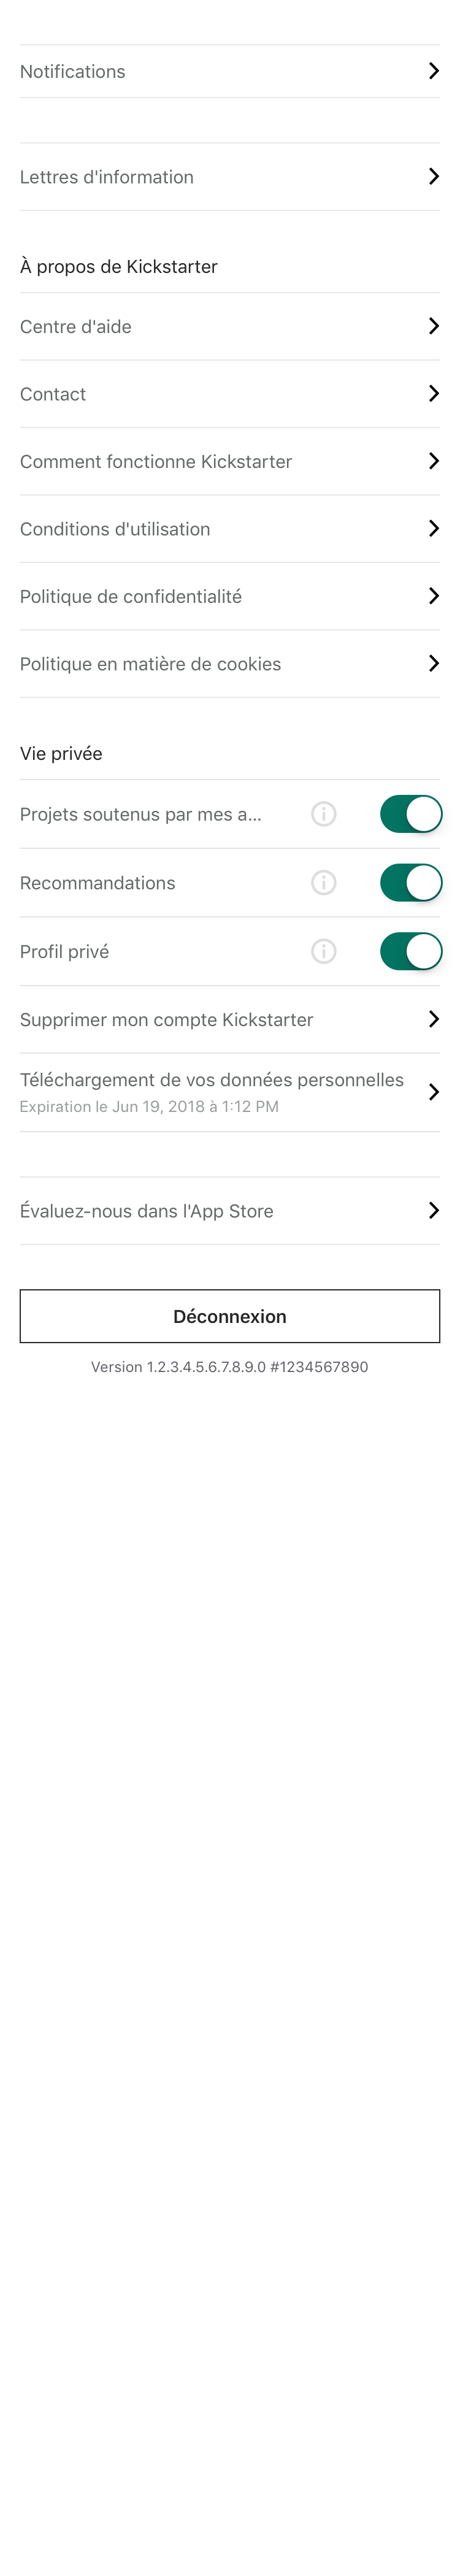 Notifications
Lettres d'information
À propos de Kickstarter
Centre d'aide
Contact
Comment fonctionne Kickstarter
Conditions d'utilisation
Politique de confidentialité
Politique en matière de cookies
Vie privée
Projets soutenus par mes a...
Recommandations
Profil privé
Supprimer mon compte Kickstarter
Téléchargement de vos données personnelles
Expiration le Jun 19, 2018 à 1:12 PM
Évaluez-nous dans l'App Store
Déconnexion
Version 1.2.3.4.5.6.7.8.9.0 #1234567890